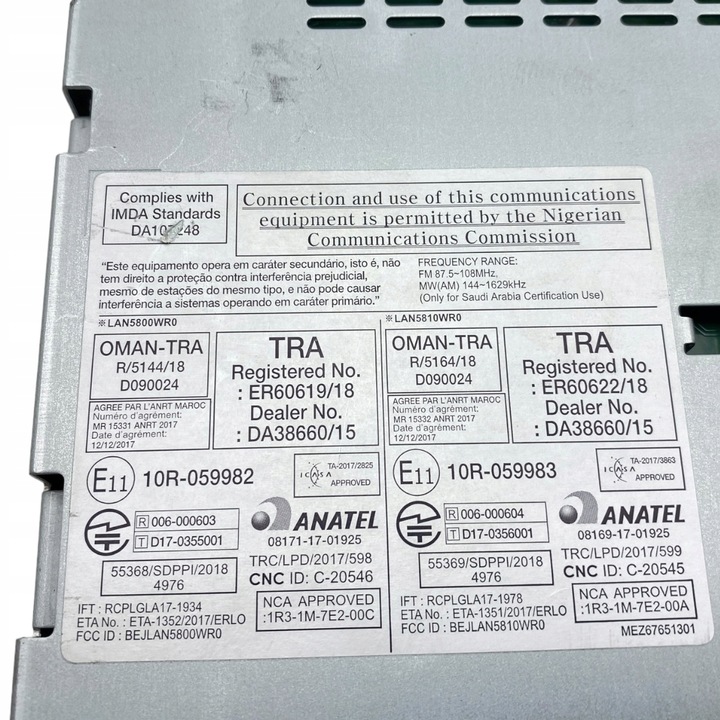 Complies with
IMDA Standards
Connection and use of this communications
equipment is permitted by the Nigerian
Communications Commission
"Este equipamento opera em caráter secundário, isto é, não
tem direito a proteção contra interferência prejudicial,
mesmo de estações do mesmo tipo, e não pode causar
interferência a sistemas operando em caráter primário."
FREQUENCY RANGE:
FM 87.5~108MHz,
MW(AM) 144~1629kHz
(Only for Saudi Arabia Certification Use)
※LAN5800WR0
OMAN-TRA
R/5144/18
D090024
TRA
Registered No.
: ER60619/18
Dealer No.
: DA38660/15
AGREE PAR L'ANRT MAROC
Numéro d'agrément:
MR 15331 ANRT 2017
Date d'agrément:
12/12/2017
E11 10R-059982
ICASA
TA-2017/2825
APPROVED
R 006-000603
T D17-0355001
ANATEL
08171-17-01925
55368/SDPPI/2018
4976
TRC/LPD/2017/598
CNC ID: C-20546
IFT : RCPLGLA17-1934
ETA No. : ETA-1352/2017/ERLO
FCC ID : BEJLAN5800WR0
NCA APPROVED
:1R3-1M-7E2-00C
※LAN5810WR0
OMAN-TRA
R/5164/18
D090024
TRA
Registered No.
: ER60622/18
Dealer No.
: DA38660/15
AGREE PAR L'ANRT MAROC
Numéro d'agrément:
MR 15332 ANRT 2017
Date d'agrément:
12/12/2017
E11 10R-059983
ICASA
TA-2017/3863
APPROVED
R 006-000604
T D17-0356001
ANATEL
08169-17-01925
55369/SDPPI/2018
4976
TRC/LPD/2017/599
CNC ID: C-20545
IFT : RCPLGLA17-1978
ETA No. : ETA-1351/2017/ERLO
FCC ID : BEJLAN5810WR0
NCA APPROVED
:1R3-1M-7E2-00A
MEZ67651301